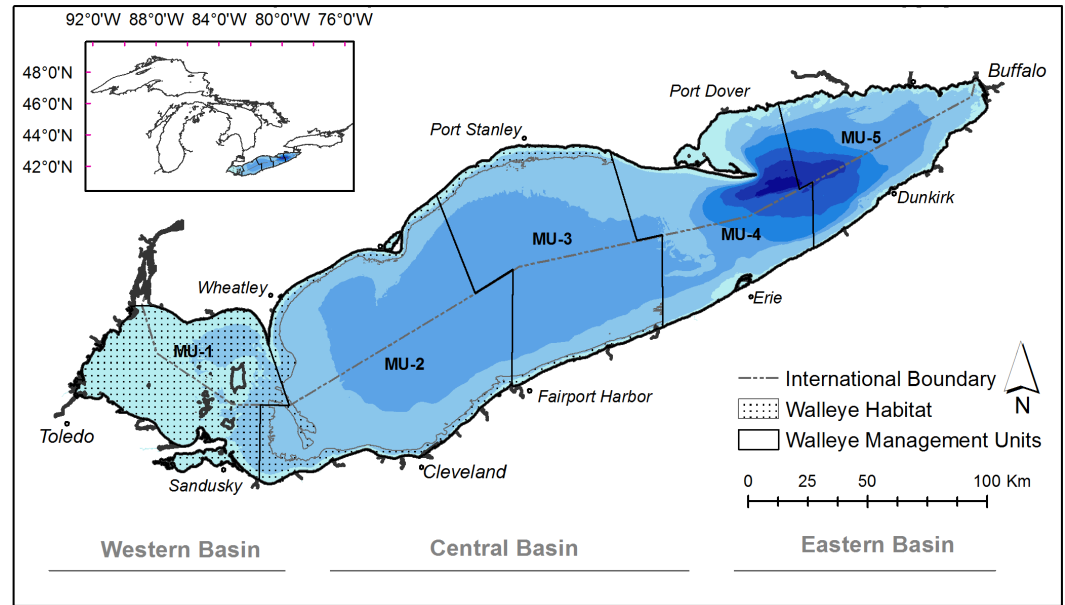 92°0'W 88°0'W 84°0'W 80°0'W 76°0'W
48°0'N
46°0'N
44°0'N
42°0'N
Buffalo
Port Dover
Port Stanley
MU-5
Dunkirk
MU-4
MU-3
Wheatley
Erie
MU-1
MU-2
Fairport Harbor
Toledo
Sandusky
Cleveland
International Boundary
Walleye Habitat
Walleye Management Units
N
0 25 50 100 Km
Western Basin
Central Basin
Eastern Basin